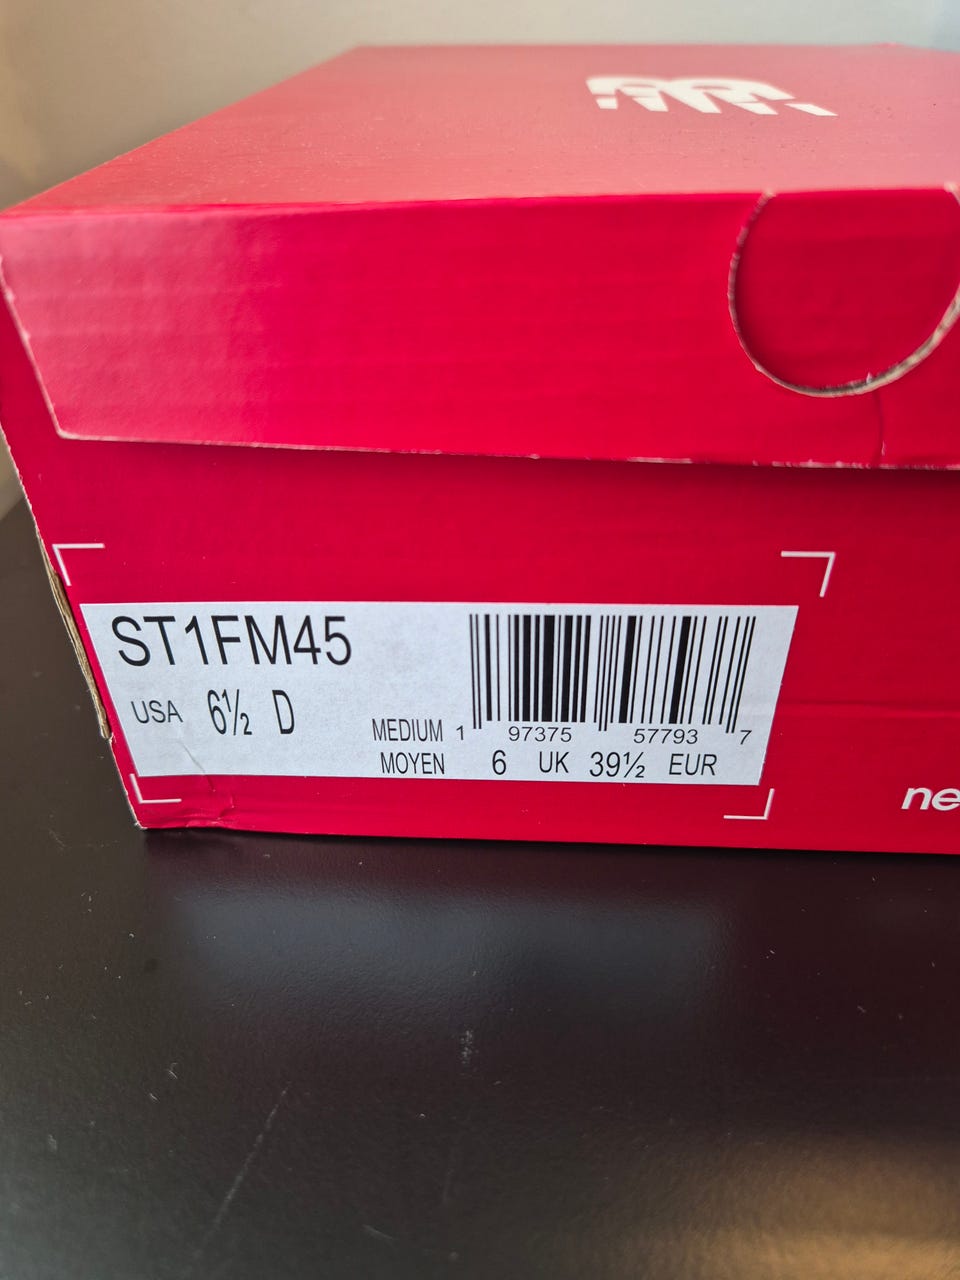 ST1FM45
USA 6½ D
MEDIUM 1 97375 57793 7
MOYEN 6 UK 39½ EUR
ne